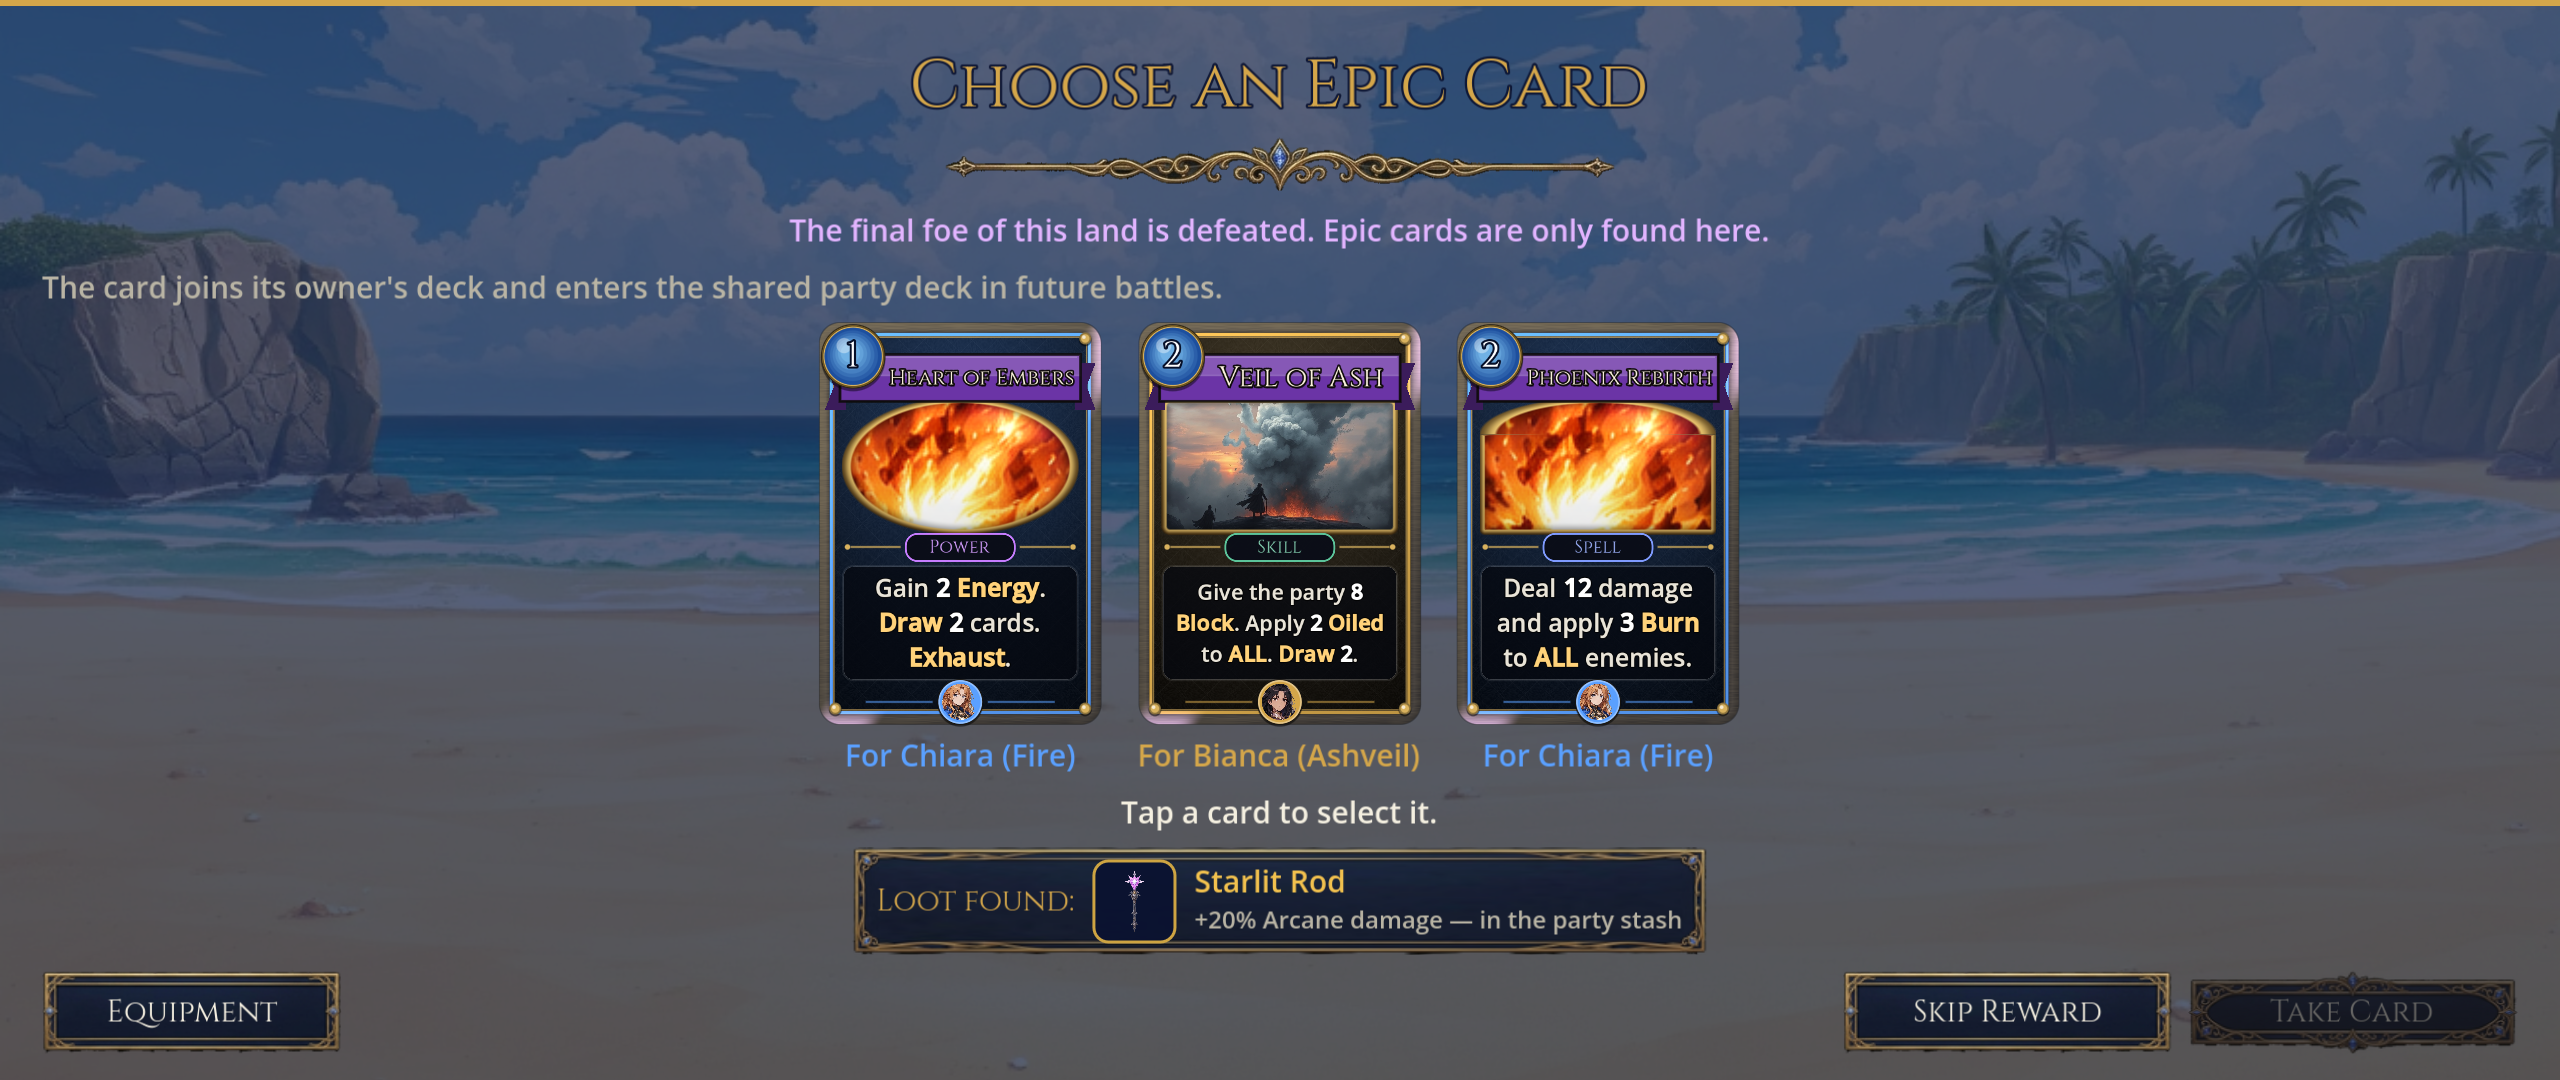 Choose an Epic Card
The final foe of this land is defeated. Epic cards are only found here.
The card joins its owner's deck and enters the shared party deck in future battles.
1
Heart of Embers
Power
Gain 2 Energy.
Draw 2 cards.
Exhaust.
For Chiara (Fire)
2
Veil of Ash
Skill
Give the party 8
Block. Apply 2 Oiled
to ALL. Draw 2.
For Bianca (Ashveil)
2
Phoenix Rebirth
Spell
Deal 12 damage
and apply 3 Burn
to ALL enemies.
For Chiara (Fire)
Tap a card to select it.
Loot found:
Starlit Rod
+20% Arcane damage — in the party stash
Equipment
Skip Reward
Take Card